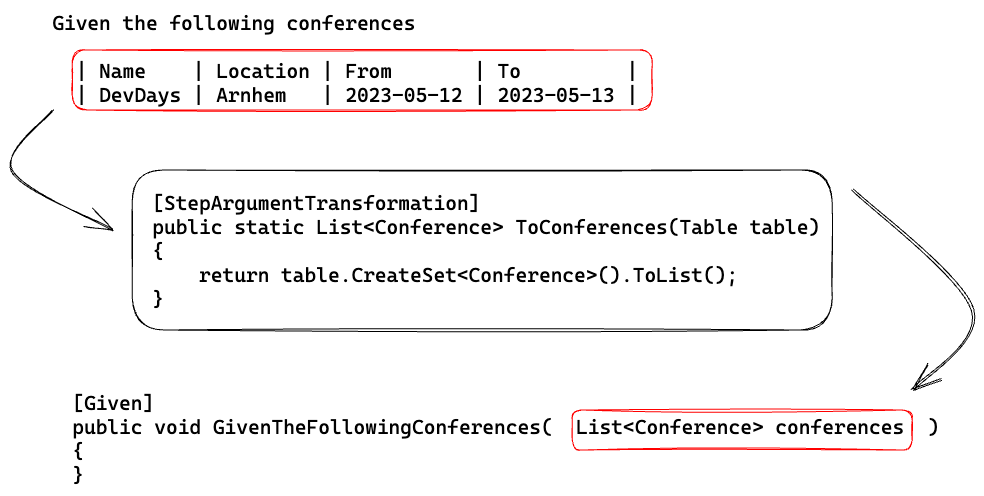 Given the following conferences
| Name | Location | From | To |
| DevDays | Arnhem | 2023-05-12 | 2023-05-13 |
[StepArgumentTransformation]
public static List<Conference> ToConferences(Table table)
{
return table.CreateSet<Conference>().ToList();
}
[Given]
public void GivenTheFollowingConferences( List<Conference> conferences )
{
}